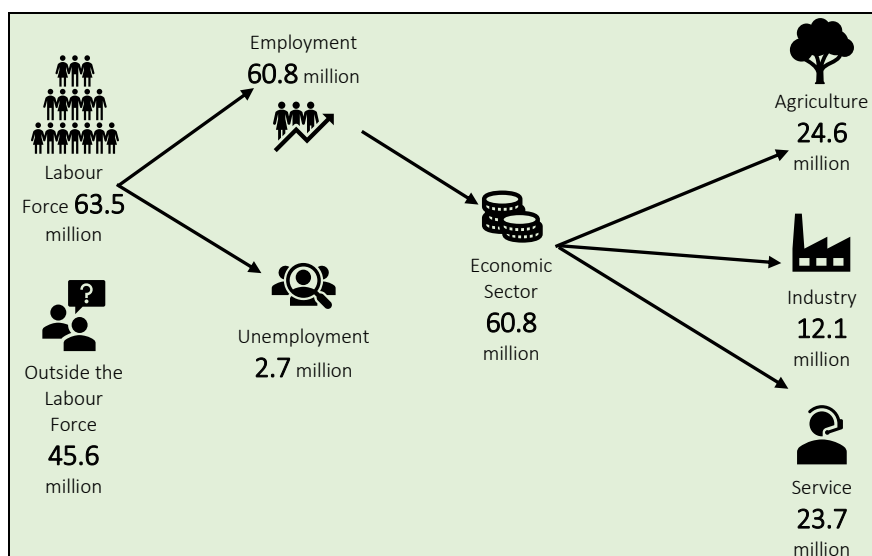 Employment
60.8 million
Labour
Force 63.5
million
Unemployment
2.7 million
?
Outside the
Labour
Force
45.6
million
Economic
Sector
60.8
million
Agriculture
24.6
million
Industry
12.1
million
Service
23.7
million